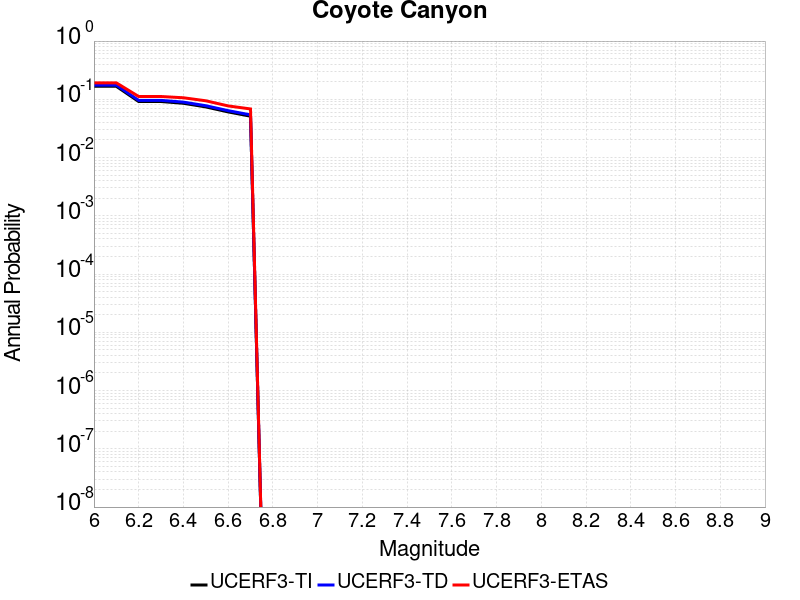 Coyote Canyon
10^0
10^-1
10^-2
10^-3
10^-4
10^-5
10^-6
10^-7
10^-8
Annual Probability
6 6.2 6.4 6.6 6.8 7 7.2 7.4 7.6 7.8 8 8.2 8.4 8.6 8.8 9
Magnitude
UCERF3-TI UCERF3-TD UCERF3-ETAS